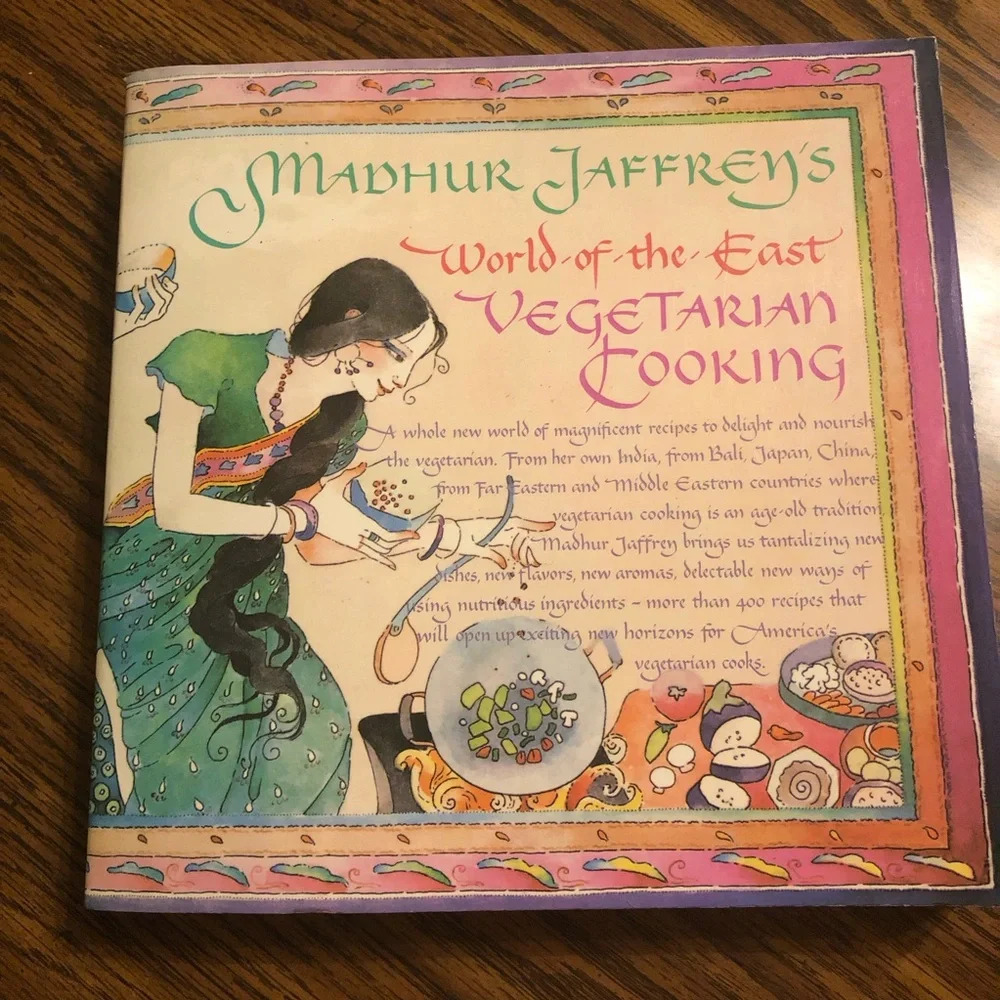 MADHUR JAFFREY'S
World-of-the-East
VEGETARIAN
COOKING
A whole new world of magnificent recipes to delight and nourish
the vegetarian. From her own India, from Bali, Japan, China,
from Far Eastern and Middle Eastern countries where
vegetarian cooking is an age-old tradition,
Madhur Jaffrey brings us tantalizing new
dishes, new flavors, new aromas, delectable new ways of
using nutritious ingredients – more than 400 recipes that
will open up exciting new horizons for America's
vegetarian cooks.